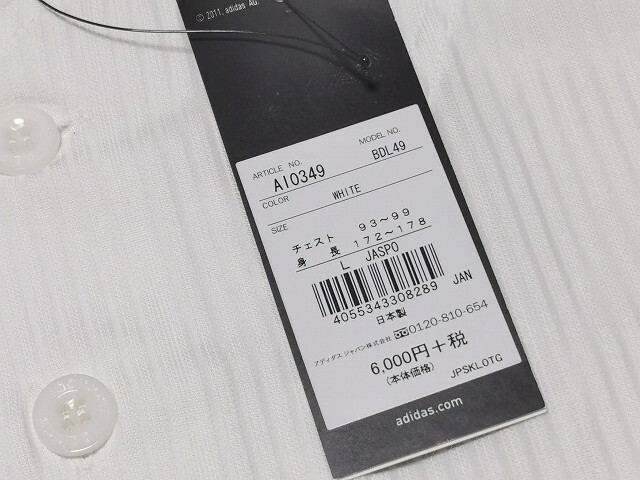 © 2011, adidas AG.
ARTICLE NO. MODEL NO.
AI0349 BDL49
COLOR WHITE
SIZE
チェスト 93～99
身長 172～178
L JASPO
JAN
4055343308289
日本製
アディダス ジャパン株式会社 0120-810-654
6,000円+税
(本体価格) JPSKLOTG
adidas.com